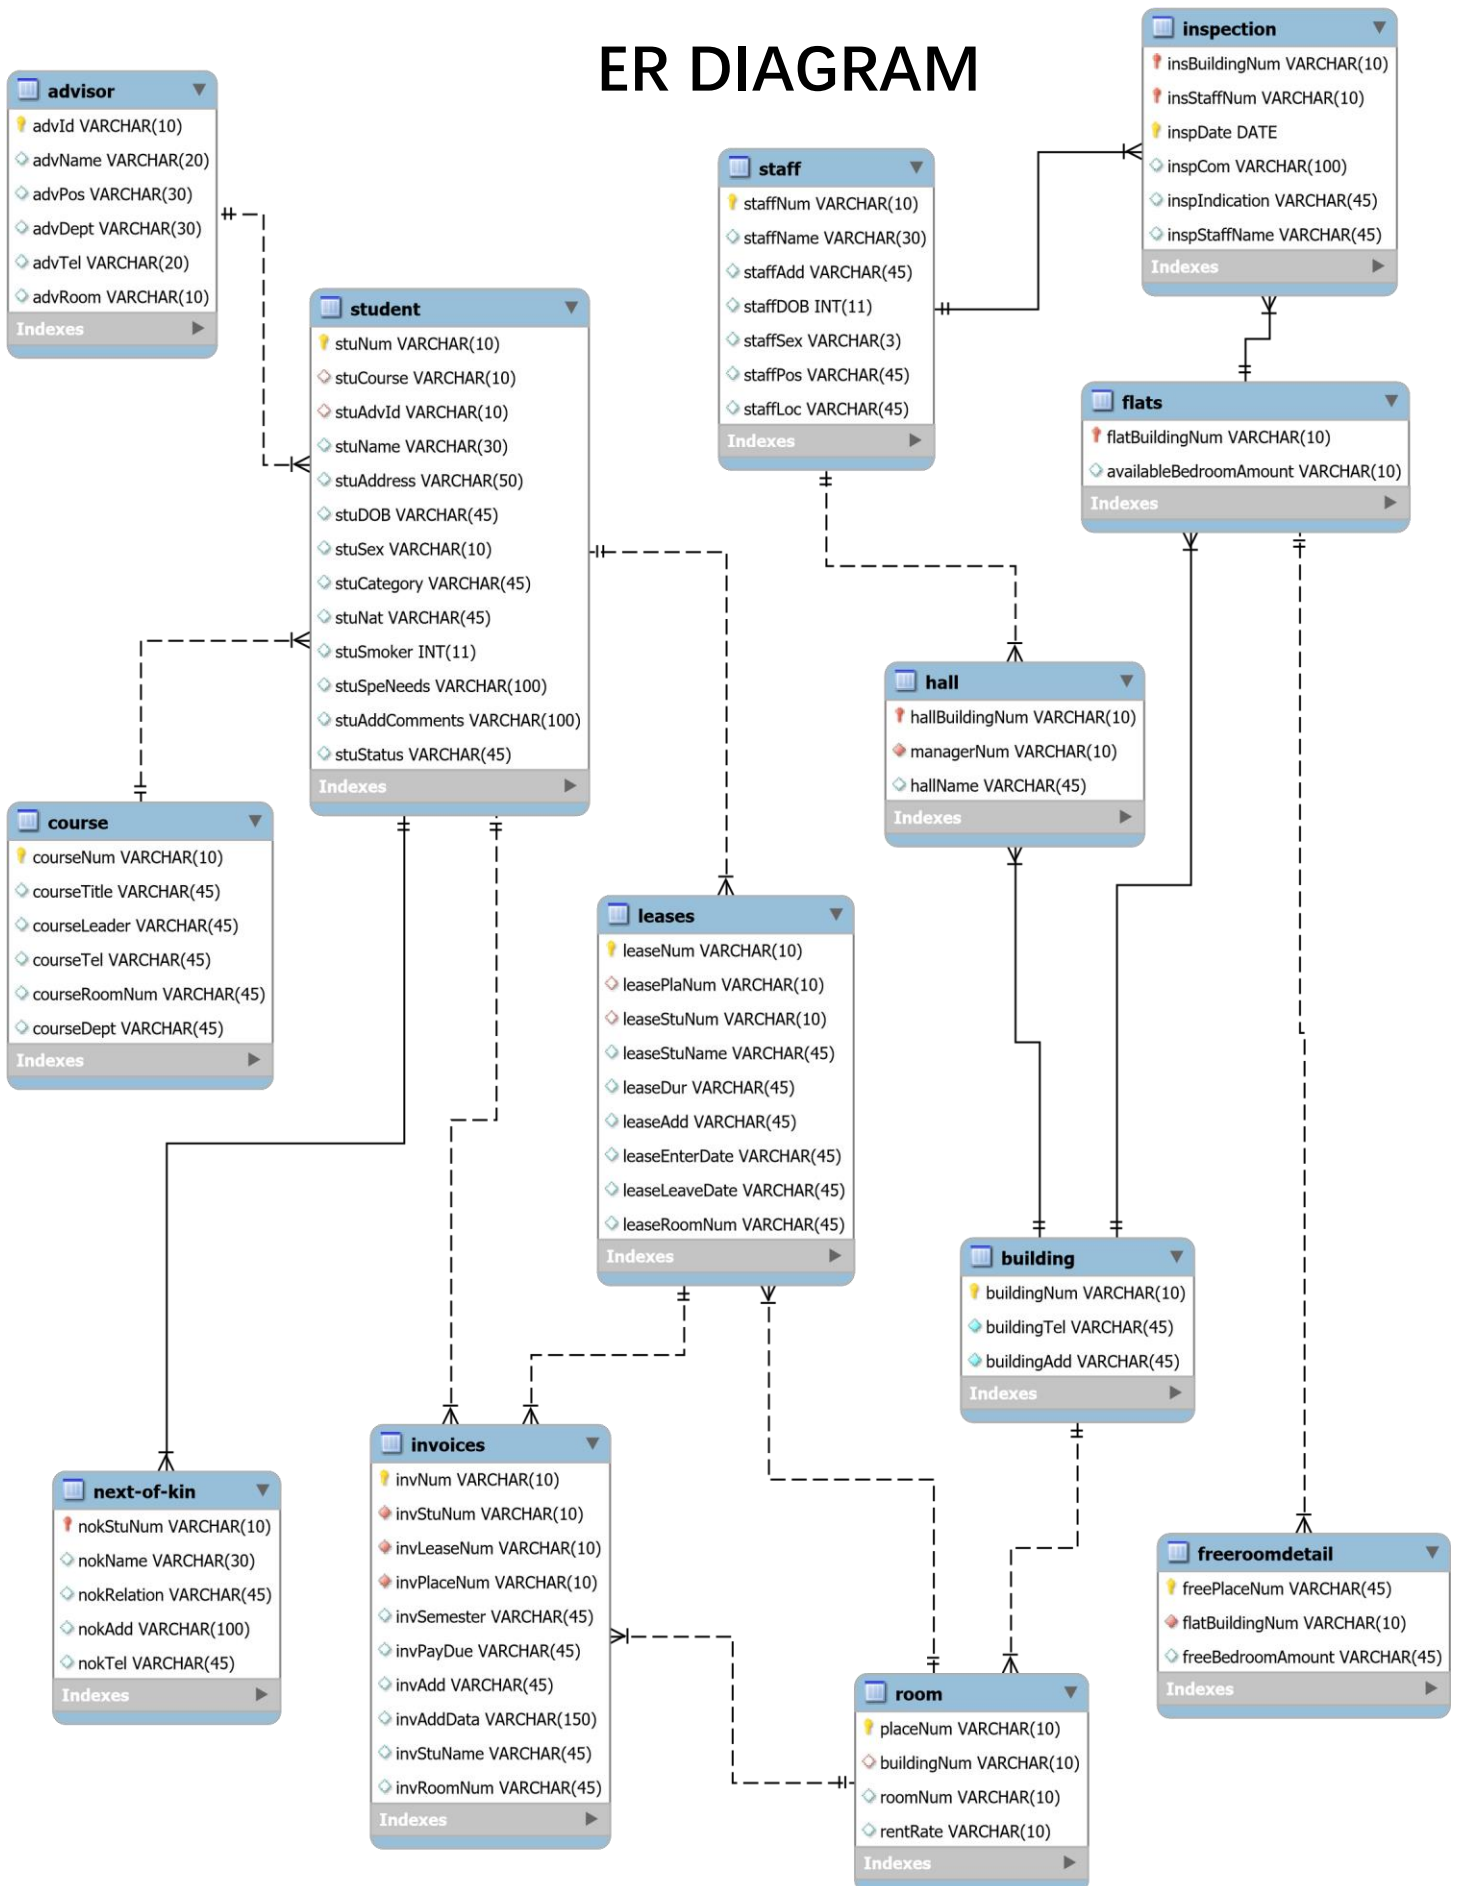 ER DIAGRAM
advisor
advId VARCHAR(10)
advName VARCHAR(20)
advPos VARCHAR(30)
advDept VARCHAR(30)
advTel VARCHAR(20)
advRoom VARCHAR(10)
Indexes
student
stuNum VARCHAR(10)
stuCourse VARCHAR(10)
stuAdvId VARCHAR(10)
stuName VARCHAR(30)
stuAddress VARCHAR(50)
stuDOB VARCHAR(45)
stuSex VARCHAR(10)
stuCategory VARCHAR(45)
stuNat VARCHAR(45)
stuSmoker INT(11)
stuSpeNeeds VARCHAR(100)
stuAddComments VARCHAR(100)
stuStatus VARCHAR(45)
Indexes
staff
staffNum VARCHAR(10)
staffName VARCHAR(30)
staffAdd VARCHAR(45)
staffDOB INT(11)
staffSex VARCHAR(3)
staffPos VARCHAR(45)
staffLoc VARCHAR(45)
Indexes
inspection
insBuildingNum VARCHAR(10)
insStaffNum VARCHAR(10)
inspDate DATE
inspCom VARCHAR(100)
inspIndication VARCHAR(45)
inspStaffName VARCHAR(45)
Indexes
flats
flatBuildingNum VARCHAR(10)
availableBedroomAmount VARCHAR(10)
Indexes
hall
hallBuildingNum VARCHAR(10)
managerNum VARCHAR(10)
hallName VARCHAR(45)
Indexes
course
courseNum VARCHAR(10)
courseTitle VARCHAR(45)
courseLeader VARCHAR(45)
courseTel VARCHAR(45)
courseRoomNum VARCHAR(45)
courseDept VARCHAR(45)
Indexes
leases
leaseNum VARCHAR(10)
leasePlaNum VARCHAR(10)
leaseStuNum VARCHAR(10)
leaseStuName VARCHAR(45)
leaseDur VARCHAR(45)
leaseAdd VARCHAR(45)
leaseEnterDate VARCHAR(45)
leaseLeaveDate VARCHAR(45)
leaseRoomNum VARCHAR(45)
Indexes
building
buildingNum VARCHAR(10)
buildingTel VARCHAR(45)
buildingAdd VARCHAR(45)
Indexes
next-of-kin
nokStuNum VARCHAR(10)
nokName VARCHAR(30)
nokRelation VARCHAR(45)
nokAdd VARCHAR(100)
nokTel VARCHAR(45)
Indexes
invoices
invNum VARCHAR(10)
invStuNum VARCHAR(10)
invLeaseNum VARCHAR(10)
invPlaceNum VARCHAR(10)
invSemester VARCHAR(45)
invPayDue VARCHAR(45)
invAdd VARCHAR(45)
invAddData VARCHAR(150)
invStuName VARCHAR(45)
invRoomNum VARCHAR(45)
Indexes
room
placeNum VARCHAR(10)
buildingNum VARCHAR(10)
roomNum VARCHAR(10)
rentRate VARCHAR(10)
Indexes
freeroomdetail
freePlaceNum VARCHAR(45)
flatBuildingNum VARCHAR(10)
freeBedroomAmount VARCHAR(45)
Indexes